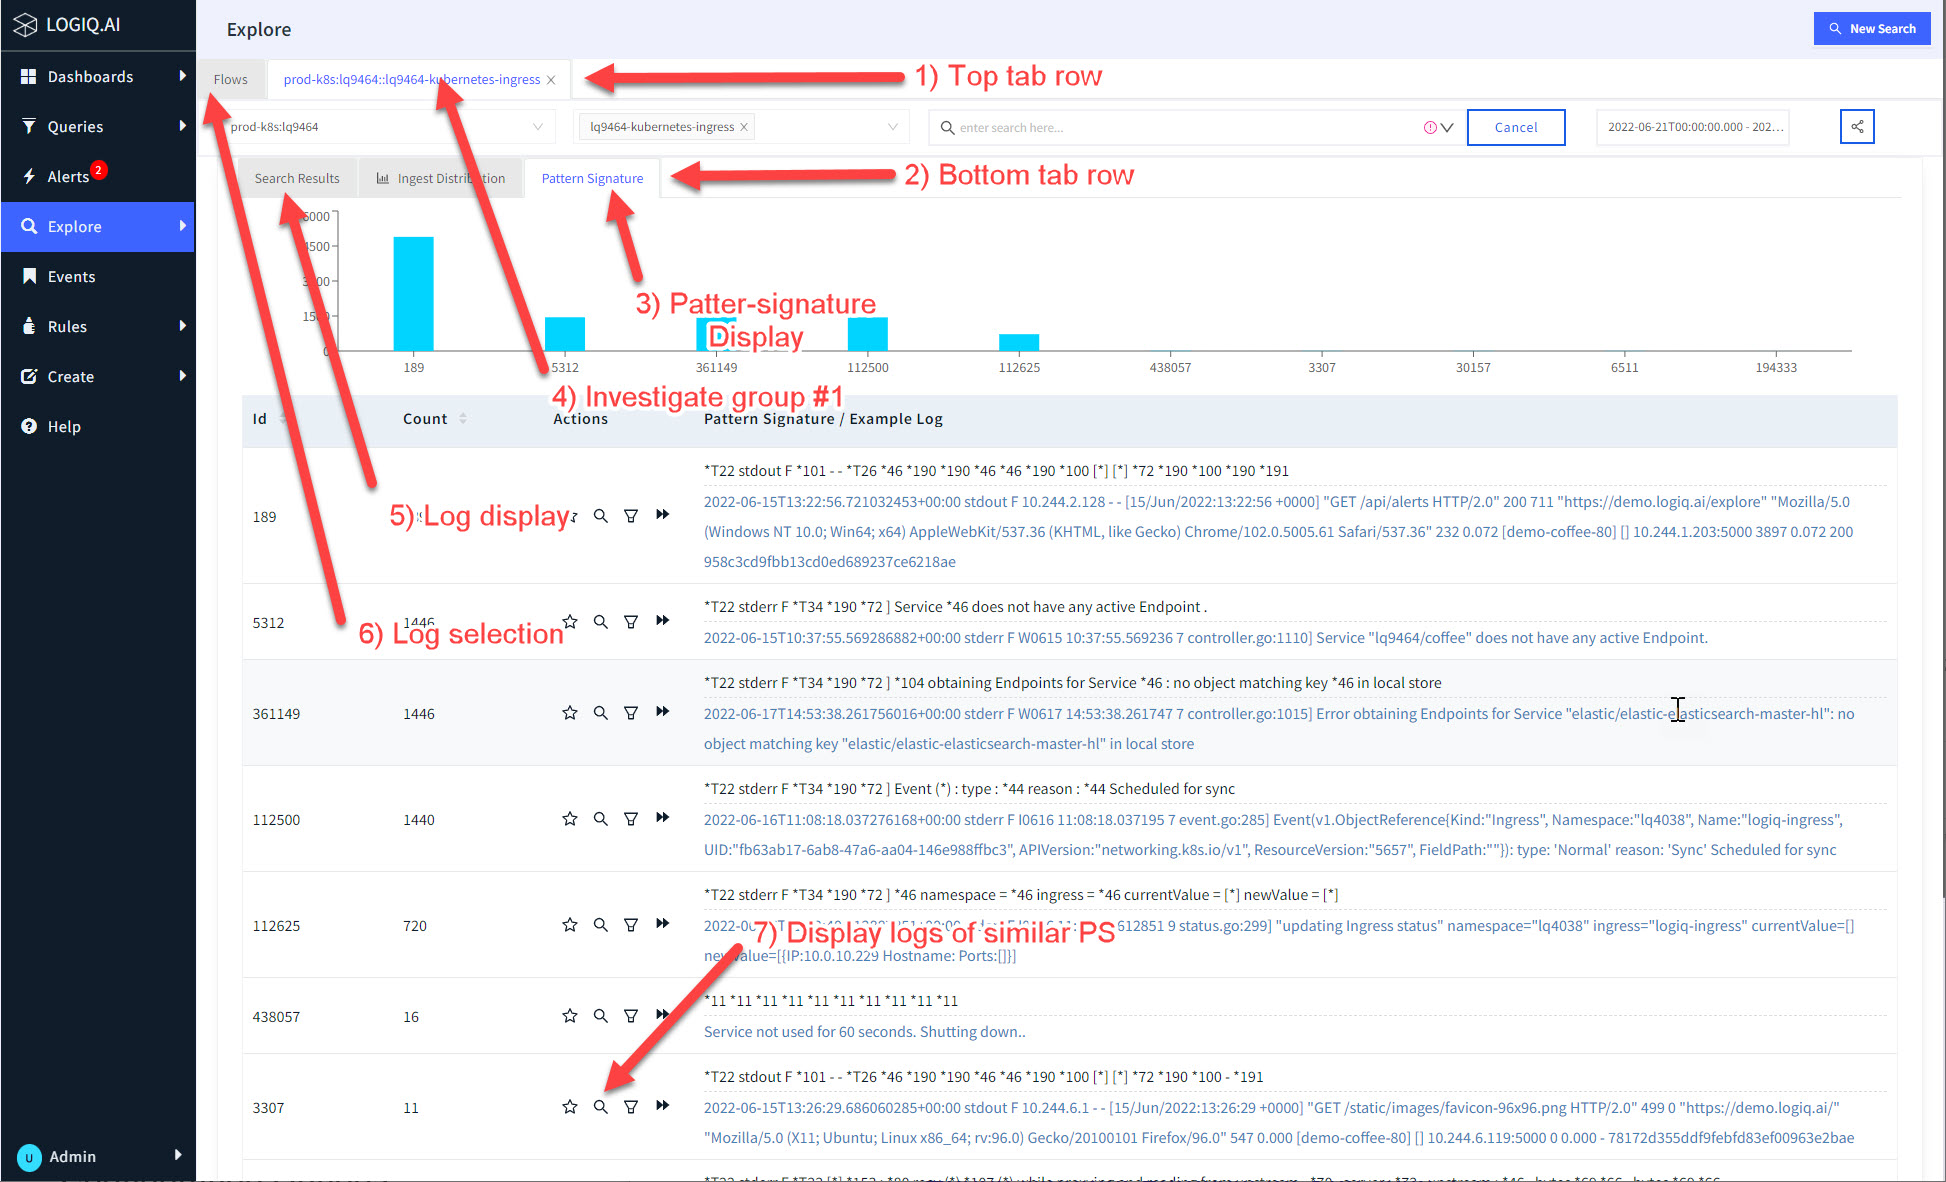 LOGIQ.AI
Explore
New Search
Dashboards
Queries
Alerts 2
Explore
Events
Rules
Create
Help
Admin
U
Flows
prod-k8s:lq9464::lq9464-kubernetes-ingress
1) Top tab row
prod-k8s:lq9464
lq9464-kubernetes-ingress
enter search here...
Cancel
2022-06-21T00:00:00.000 - 202...
Search Results
Ingest Distribution
Pattern Signature
2) Bottom tab row
3) Patter-signature
Display
189 5312 361149 112500 112625 438057 3307 30157 6511 194333
4) Investigate group #1
Id Count Actions Pattern Signature / Example Log
*T22 stdout F *101 - - *T26 *46 *190 *190 *46 *46 *190 *100 [*] [*] *72 *190 *100 *190 *191
189
2022-06-15T13:22:56.721032453+00:00 stdout F 10.244.2.128 - - [15/Jun/2022:13:22:56 +0000] "GET /api/alerts HTTP/2.0" 200 711 "https://demo.logiq.ai/explore" "Mozilla/5.0
(Windows NT 10.0; Win64; x64) AppleWebKit/537.36 (KHTML, like Gecko) Chrome/102.0.5005.61 Safari/537.36" 232 0.072 [demo-coffee-80] [] 10.244.1.203:5000 3897 0.072 200
958c3cd9fbb13cd0ed689237ce6218ae
5) Log display
*T22 stderr F *T34 *190 *72 ] Service *46 does not have any active Endpoint .
5312 1446
2022-06-15T10:37:55.569286882+00:00 stderr F W0615 10:37:55.569236 7 controller.go:1110] Service "lq9464/coffee" does not have any active Endpoint.
6) Log selection
*T22 stderr F *T34 *190 *72 ] *104 obtaining Endpoints for Service *46 : no object matching key *46 in local store
361149 1446
2022-06-17T14:53:38.261756016+00:00 stderr F W0617 14:53:38.261747 7 controller.go:1015] Error obtaining Endpoints for Service "elastic/elastic-elasticsearch-master-hl": no
object matching key "elastic/elastic-elasticsearch-master-hl" in local store
*T22 stderr F *T34 *190 *72 ] Event (*) : type : *44 reason : *44 Scheduled for sync
112500 1440
2022-06-16T11:08:18.037276168+00:00 stderr F I0616 11:08:18.037195 7 event.go:285] Event(v1.ObjectReference{Kind:"Ingress", Namespace:"lq4038", Name:"logiq-ingress",
UID:"fb63ab17-6ab8-47a6-aa04-146e988ffbc3", APIVersion:"networking.k8s.io/v1", ResourceVersion:"5657", FieldPath:""}): type: 'Normal' reason: 'Sync' Scheduled for sync
*T22 stderr F *T34 *190 *72 ] *46 namespace = *46 ingress = *46 currentValue = [*] newValue = [*]
112625 720
612851 9 status.go:299] "updating Ingress status" namespace="lq4038" ingress="logiq-ingress" currentValue=[]
newValue=[{IP:10.0.10.229 Hostname: Ports:[]}]
7) Display logs of similar PS
*11 *11 *11 *11 *11 *11 *11 *11 *11 *11
438057 16
Service not used for 60 seconds. Shutting down..
*T22 stdout F *101 - - *T26 *46 *190 *190 *46 *46 *190 *100 [*] [*] *72 *190 *100 - *191
3307 11
2022-06-15T13:26:29.686060285+00:00 stdout F 10.244.6.1 - - [15/Jun/2022:13:26:29 +0000] "GET /static/images/favicon-96x96.png HTTP/2.0" 499 0 "https://demo.logiq.ai/"
"Mozilla/5.0 (X11; Ubuntu; Linux x86_64; rv:96.0) Gecko/20100101 Firefox/96.0" 547 0.000 [demo-coffee-80] [] 10.244.6.119:5000 0 0.000 - 78172d355ddf9febfd83ef00963e2bae